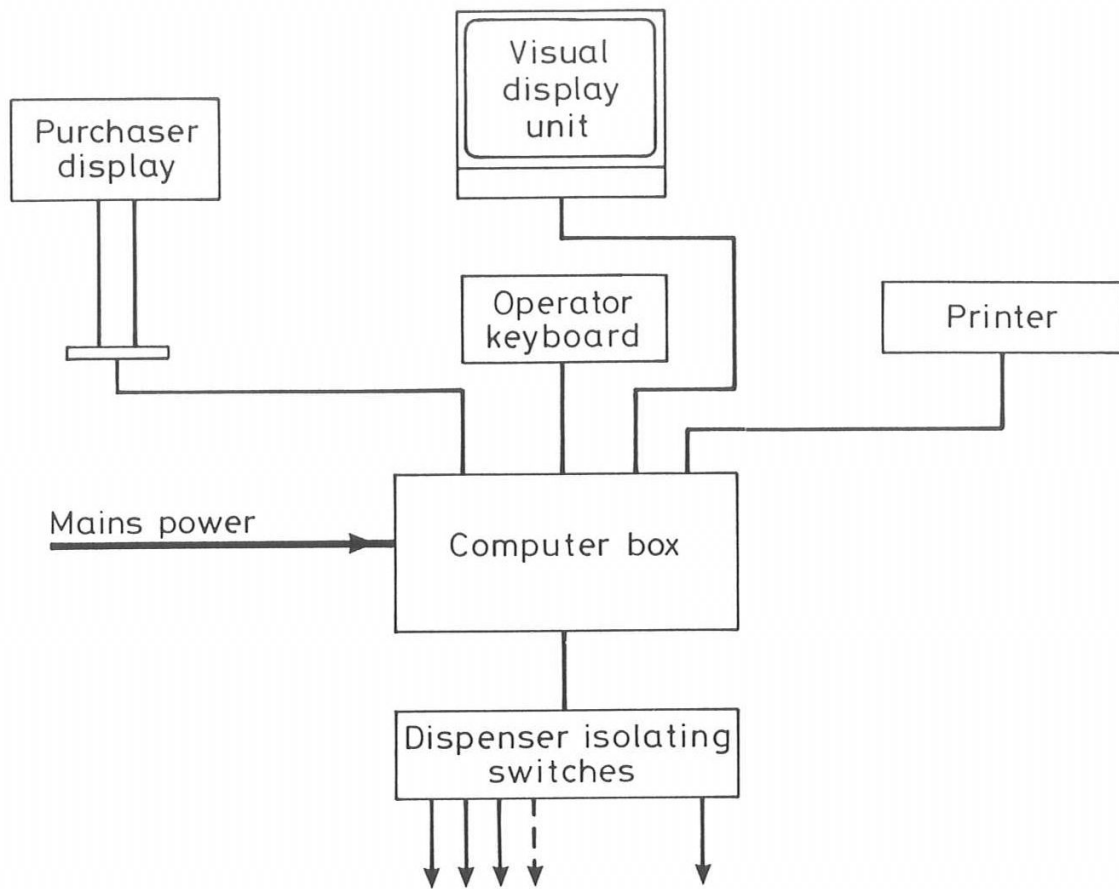 Visual
display
unit
Purchaser
display
Operator
keyboard
Printer
Mains power
Computer box
Dispenser isolating
switches